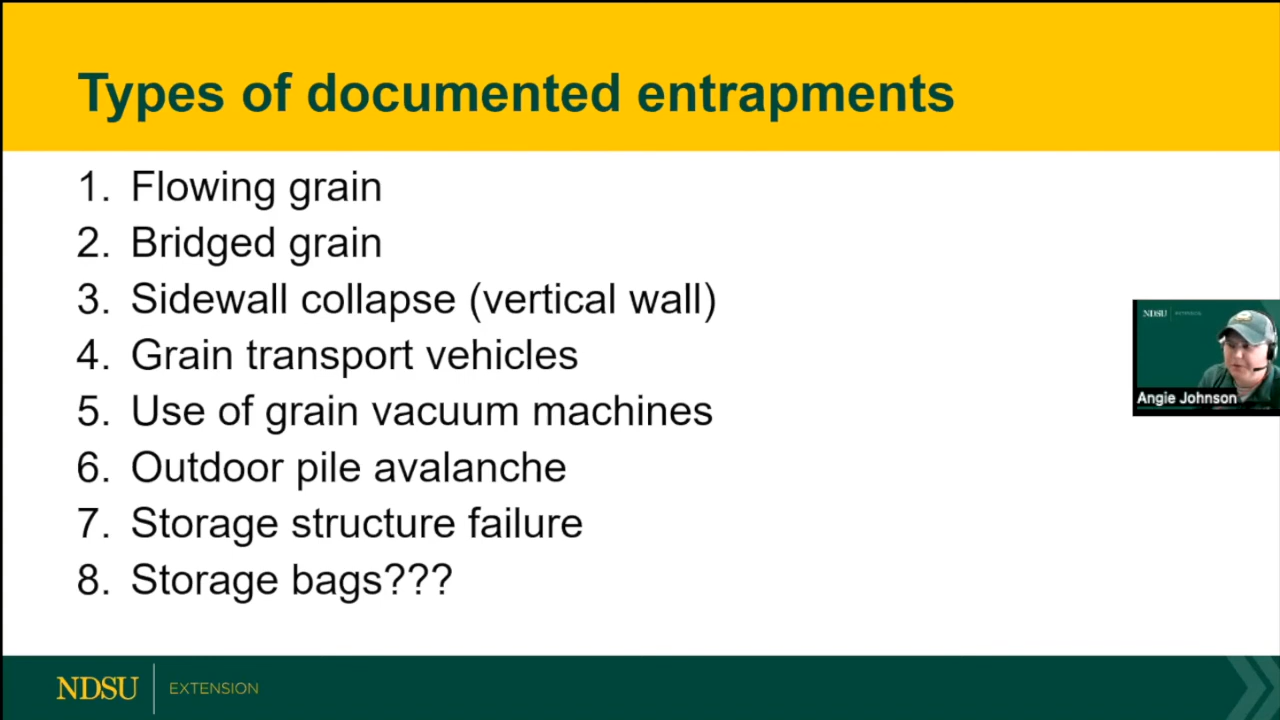 Types of documented entrapments
1. Flowing grain
2. Bridged grain
3. Sidewall collapse (vertical wall)
4. Grain transport vehicles
5. Use of grain vacuum machines
6. Outdoor pile avalanche
7. Storage structure failure
8. Storage bags???
NDSU EXTENSION
Angie Johnson
NDSU EXTENSION